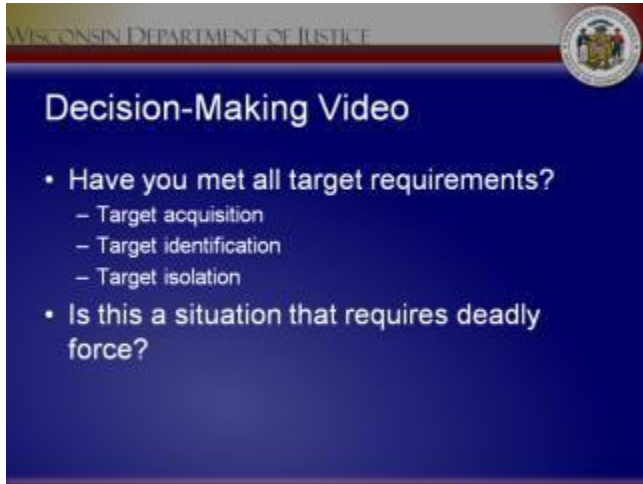 WISCONSIN DEPARTMENT OF JUSTICE
Decision-Making Video
• Have you met all target requirements?
– Target acquisition
– Target identification
– Target isolation
• Is this a situation that requires deadly
force?